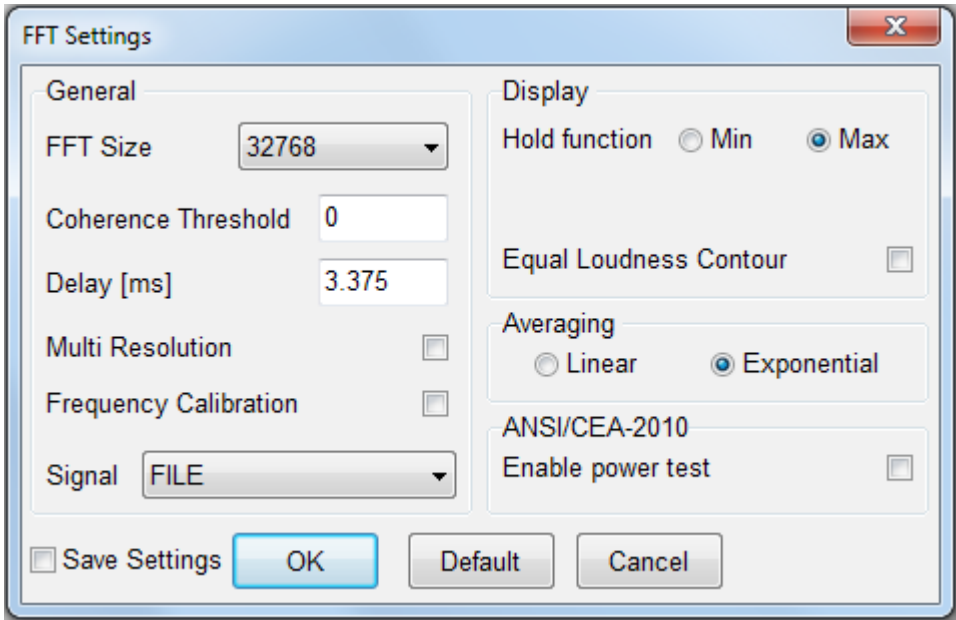 FFT Settings
General
FFT Size 32768
Coherence Threshold 0
Delay [ms] 3.375
Multi Resolution
Frequency Calibration
Signal FILE
Display
Hold function Min Max
Equal Loudness Contour
Averaging
Linear Exponential
ANSI/CEA-2010
Enable power test
Save Settings OK Default Cancel